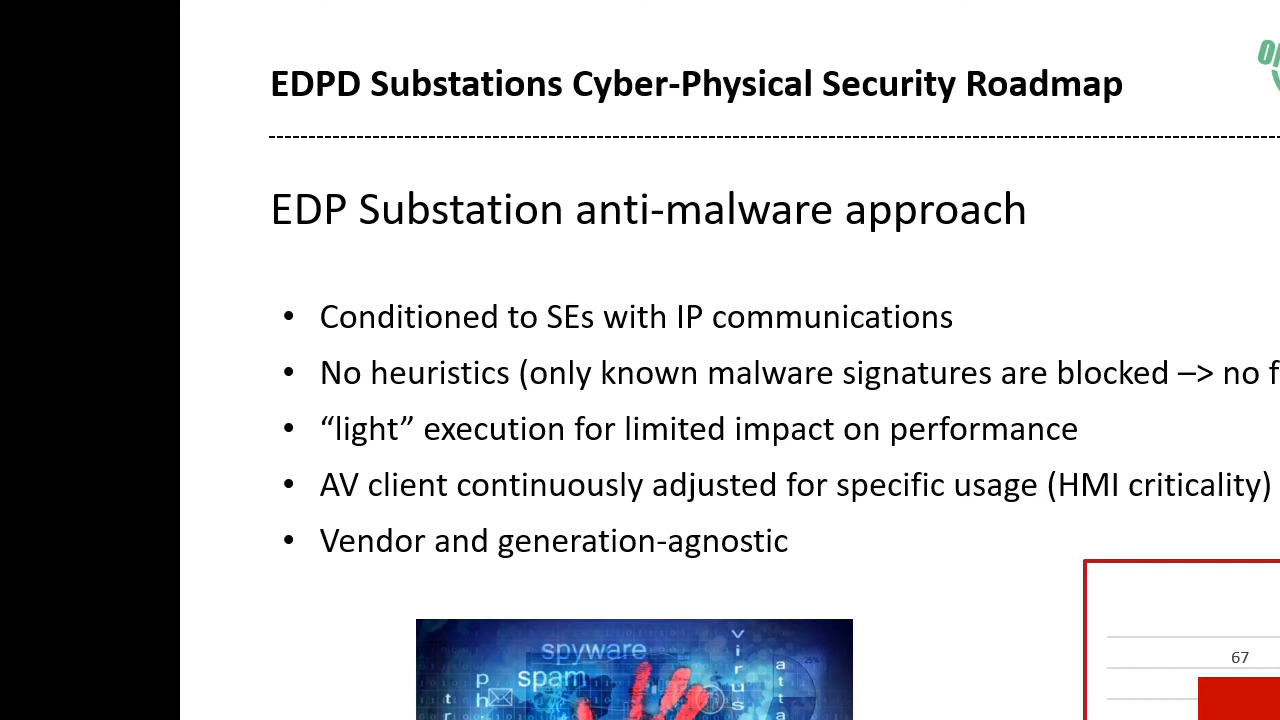 EDPD Substations Cyber-Physical Security Roadmap
EDP Substation anti-malware approach
• Conditioned to SEs with IP communications
• No heuristics (only known malware signatures are blocked –> no f
• “light” execution for limited impact on performance
• AV client continuously adjusted for specific usage (HMI criticality)
• Vendor and generation-agnostic
spyware
spam
virus
67